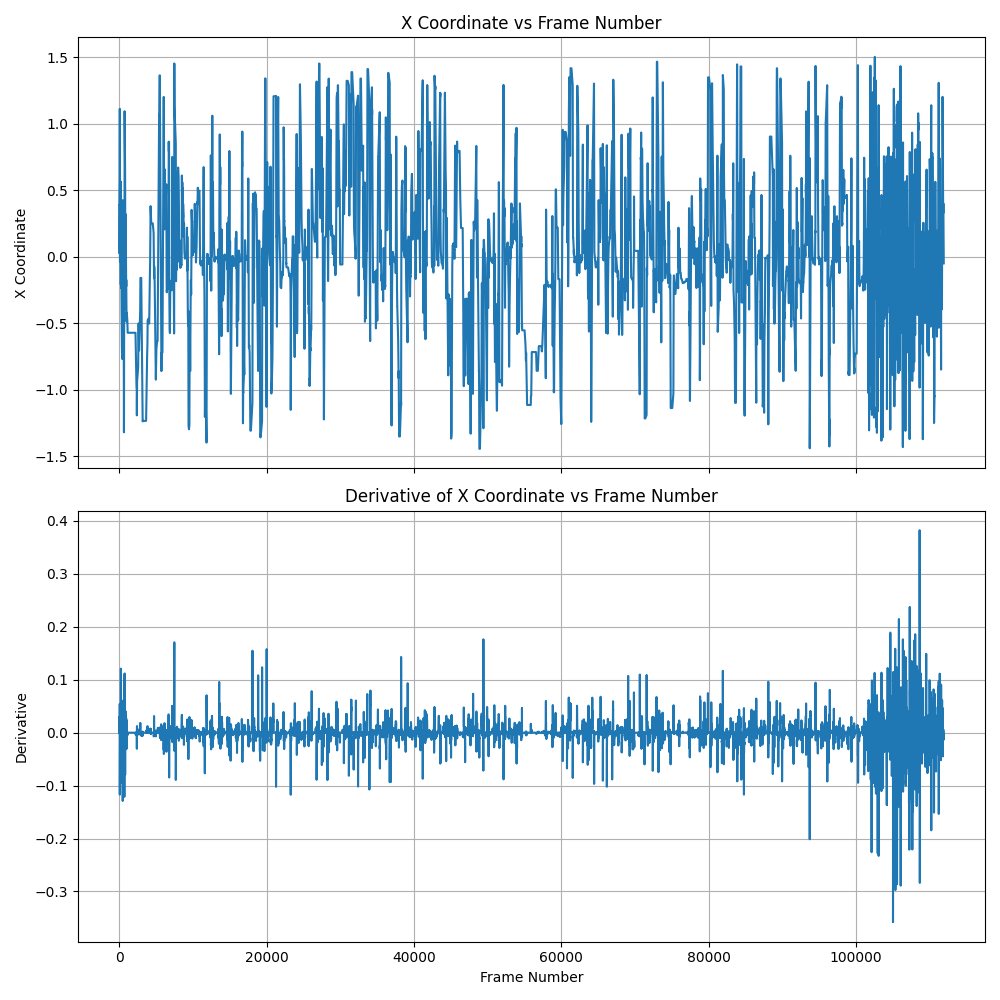 X Coordinate vs Frame Number
1.5
1.0
0.5
0.0
−0.5
−1.0
−1.5
X Coordinate
Derivative of X Coordinate vs Frame Number
0.4
0.3
0.2
0.1
0.0
−0.1
−0.2
−0.3
Derivative
0 20000 40000 60000 80000 100000
Frame Number